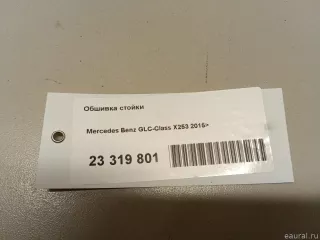 Обшивка стойки
Mercedes Benz GLC-Class X253 2015>
23 319 801
eaural.ru